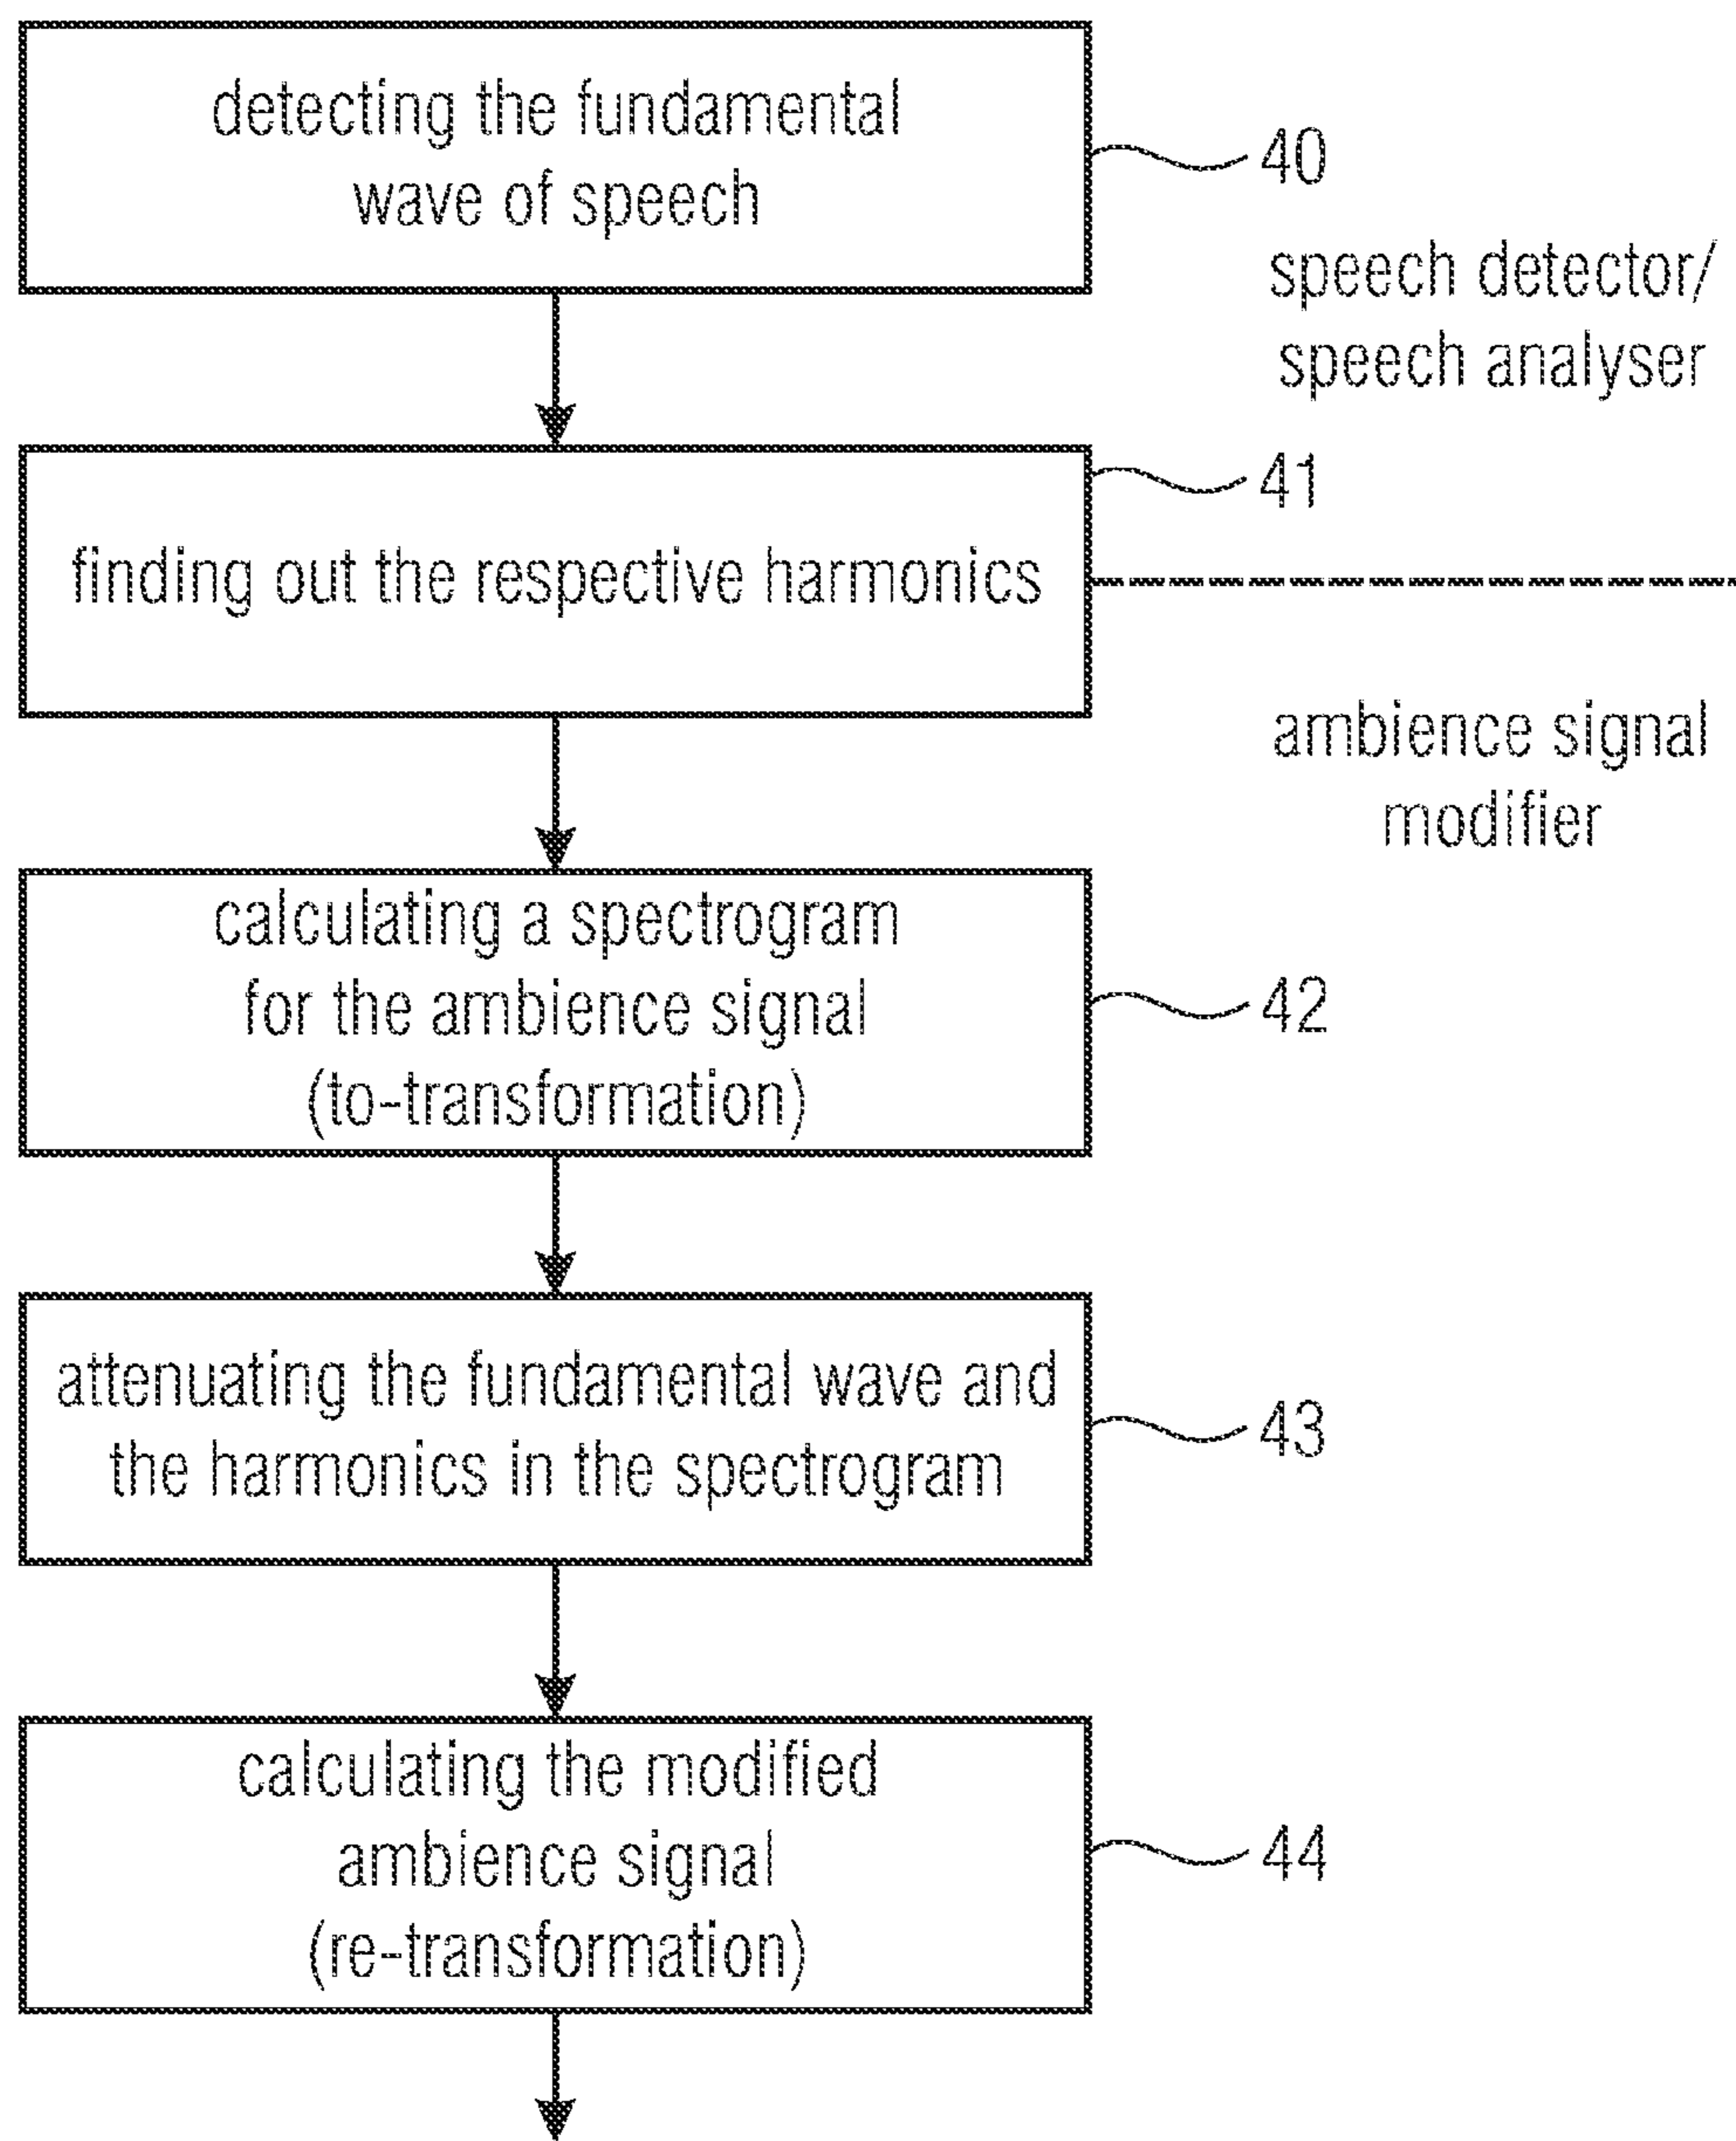 detecting the fundamental
wave of speech
40
speech detector/
speech analyser
41
finding out the respective harmonics
ambience signal
modifier
calculating a spectrogram
for the ambience signal
(to-transformation)
42
attenuating the fundamental wave and
the harmonics in the spectrogram
43
calculating the modified
ambience signal
(re-transformation)
44